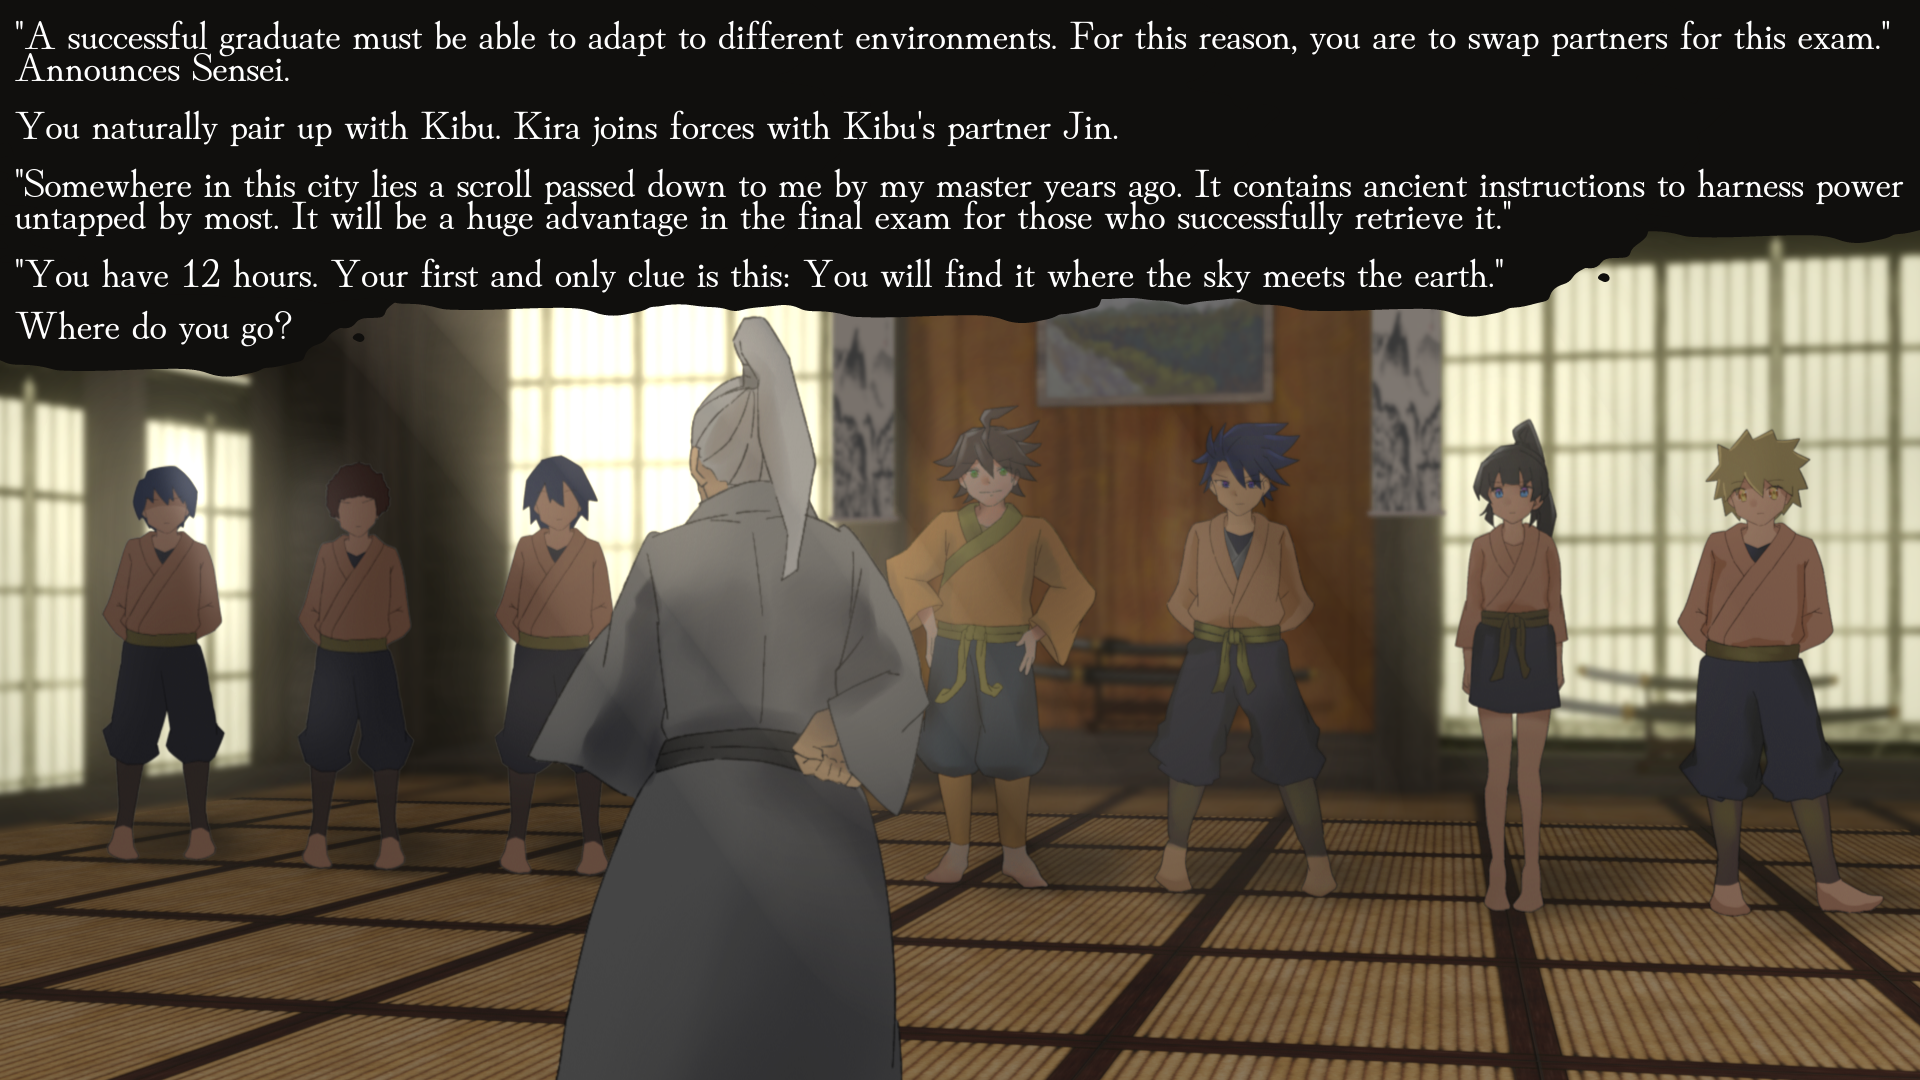 "A successful graduate must be able to adapt to different environments. For this reason, you are to swap partners for this exam."
Announces Sensei.
You naturally pair up with Kibu. Kira joins forces with Kibu's partner Jin.
"Somewhere in this city lies a scroll passed down to me by my master years ago. It contains ancient instructions to harness power
untapped by most. It will be a huge advantage in the final exam for those who successfully retrieve it."
"You have 12 hours. Your first and only clue is this: You will find it where the sky meets the earth."
Where do you go?